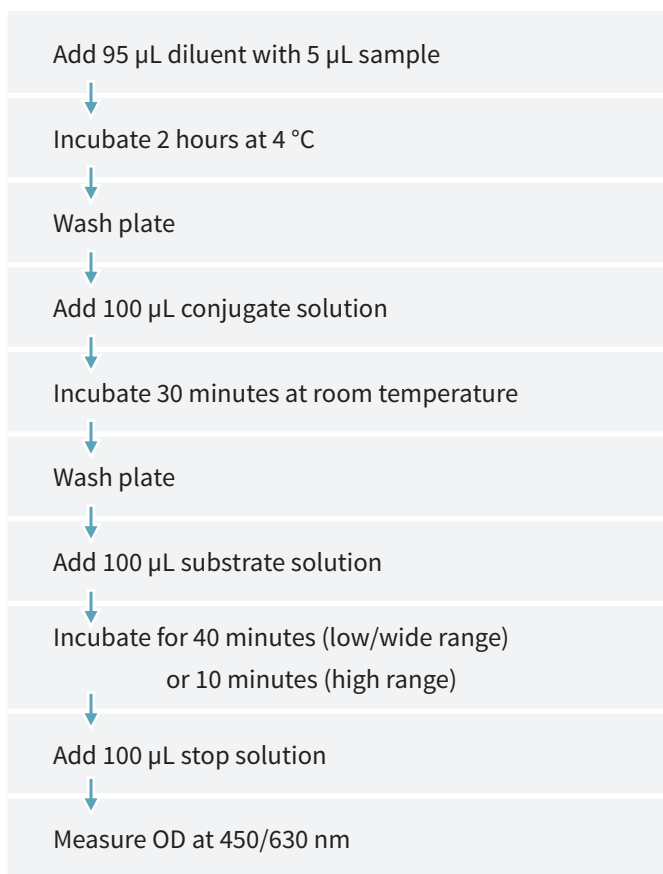 Add 95 µL diluent with 5 µL sample
Incubate 2 hours at 4 °C
Wash plate
Add 100 µL conjugate solution
Incubate 30 minutes at room temperature
Wash plate
Add 100 µL substrate solution
Incubate for 40 minutes (low/wide range)
or 10 minutes (high range)
Add 100 µL stop solution
Measure OD at 450/630 nm